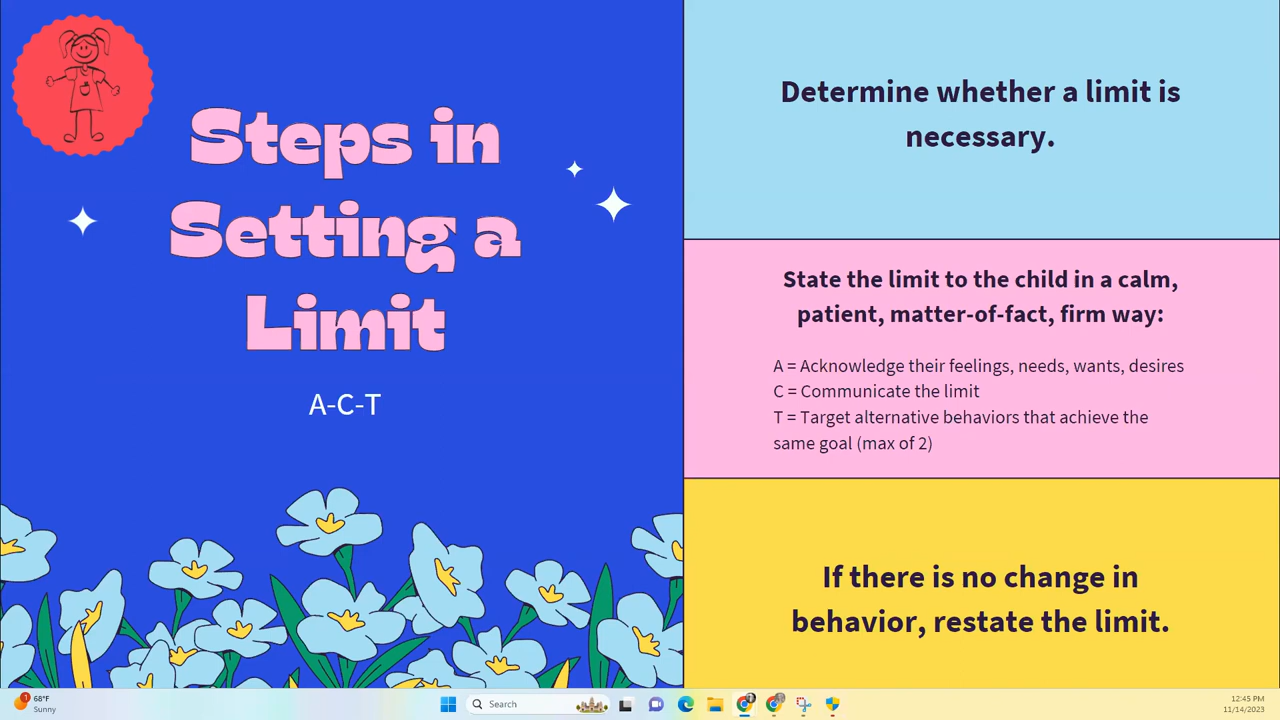 Steps in
Setting a
Limit
A-C-T
Determine whether a limit is
necessary.
State the limit to the child in a calm,
patient, matter-of-fact, firm way:
A = Acknowledge their feelings, needs, wants, desires
C = Communicate the limit
T = Target alternative behaviors that achieve the
same goal (max of 2)
If there is no change in
behavior, restate the limit.
1
68°F
Sunny
Search
12:45 PM
11/14/2023